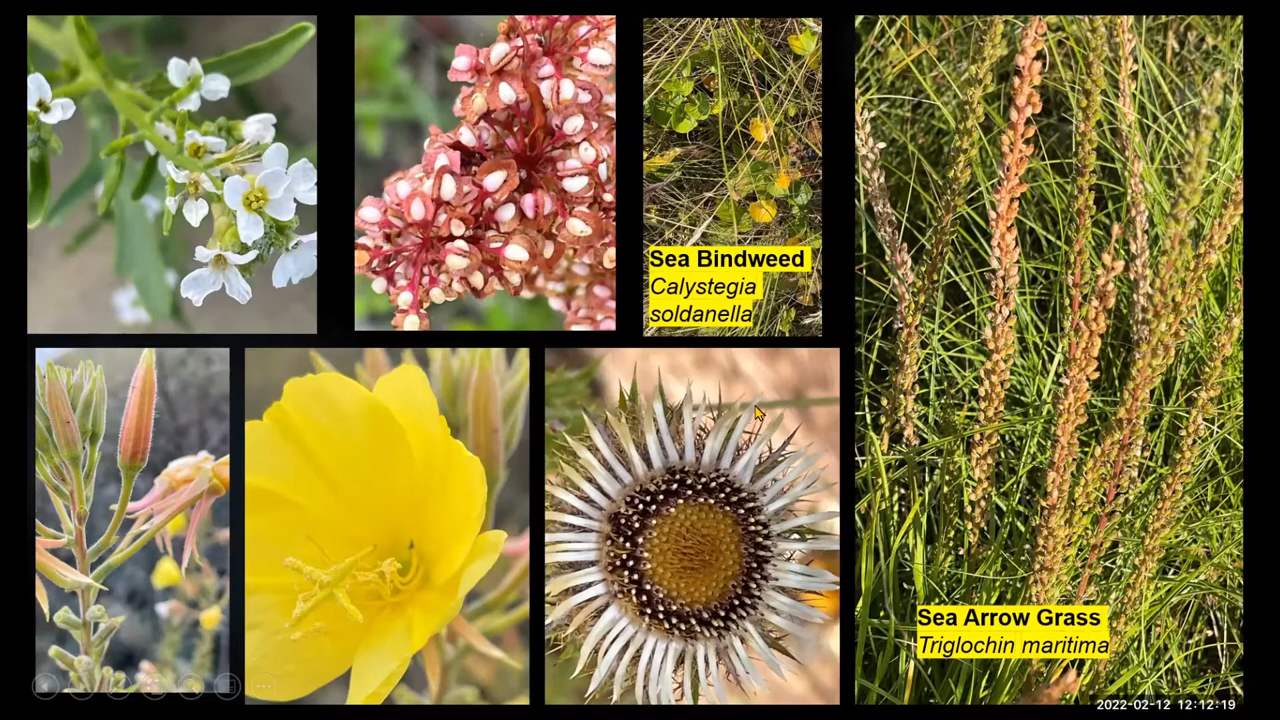 Sea Bindweed
Calystegia
soldanella
Sea Arrow Grass
Triglochin maritima
2022-02-12 12:12:19